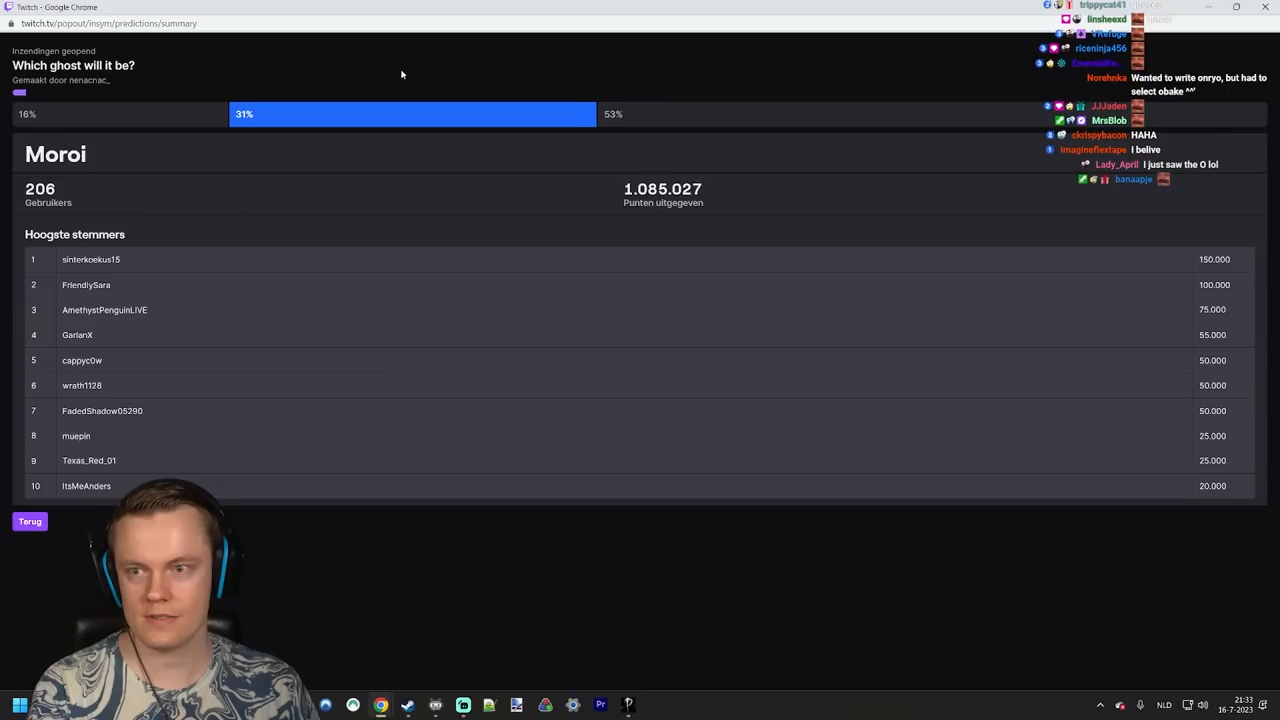 Twitch - Google Chrome
twitch.tv/popout/insym/predictions/summary
Inzendingen geopend
Which ghost will it be?
Gemaakt door nenacnac_
16%
31%
53%
Moroi
206
Gebruikers
1.085.027
Punten uitgegeven
Hoogste stemmers
1 sinterkoekus15 150.000
2 FriendlySara 100.000
3 AmethystPenguinLIVE 75.000
4 GarlanX 55.000
5 cappyc0w 50.000
6 wrath1128 50.000
7 FadedShadow05290 50.000
8 muepin 25.000
9 Texas_Red_01 25.000
10 ItsMeAnders 20.000
Terug
trippycat41
linsheexd
VRefuge
riceninja456
EmeraldRo...
Norehnka Wanted to write onryo, but had to
select obake ^^'
JJJaden
MrsBlob
ckrispybacon HAHA
imagineflextape i belive
Lady_April I just saw the O lol
banaapje
NLD
21:33
16-7-2023